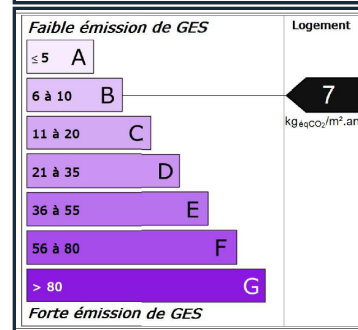 Faible émission de GES
Logement
≤ 5 A
6 à 10 B
7
kgéqCO2/m².an
11 à 20 C
21 à 35 D
36 à 55 E
56 à 80 F
> 80 G
Forte émission de GES